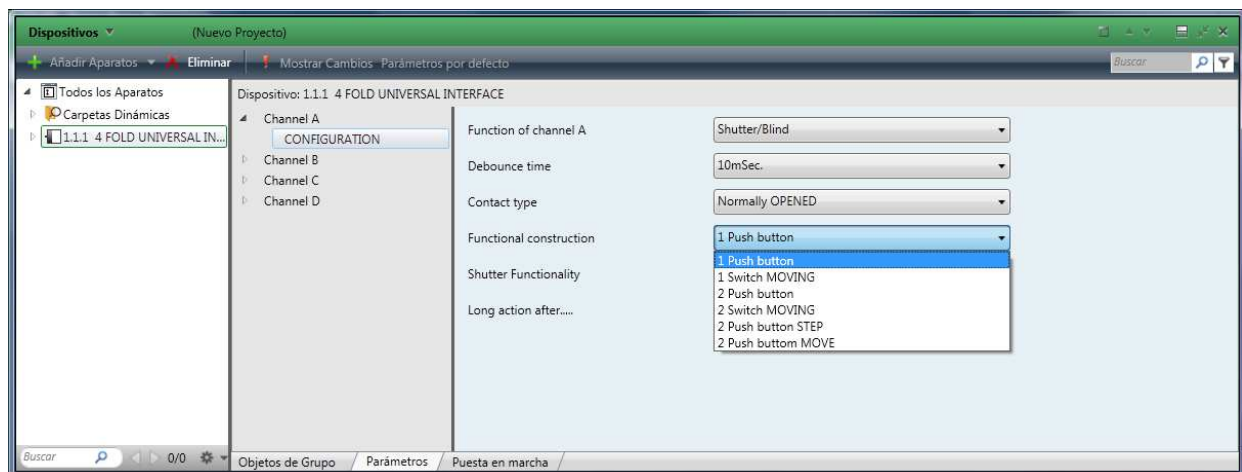 Dispositivos (Nuevo Proyecto)
Añadir Aparatos Eliminar Mostrar Cambios Parámetros por defecto Buscar
Todos los Aparatos
Carpetas Dinámicas
1.1.1 4 FOLD UNIVERSAL IN...
Dispositivo: 1.1.1 4 FOLD UNIVERSAL INTERFACE
Channel A
CONFIGURATION
Channel B
Channel C
Channel D
Function of channel A Shutter/Blind
Debounce time 10mSec.
Contact type Normally OPENED
Functional construction 1 Push button
1 Push button
1 Switch MOVING
2 Push button
2 Switch MOVING
2 Push button STEP
2 Push buttom MOVE
Shutter Functionality
Long action after.....
Buscar 0/0
Objetos de Grupo Parámetros Puesta en marcha